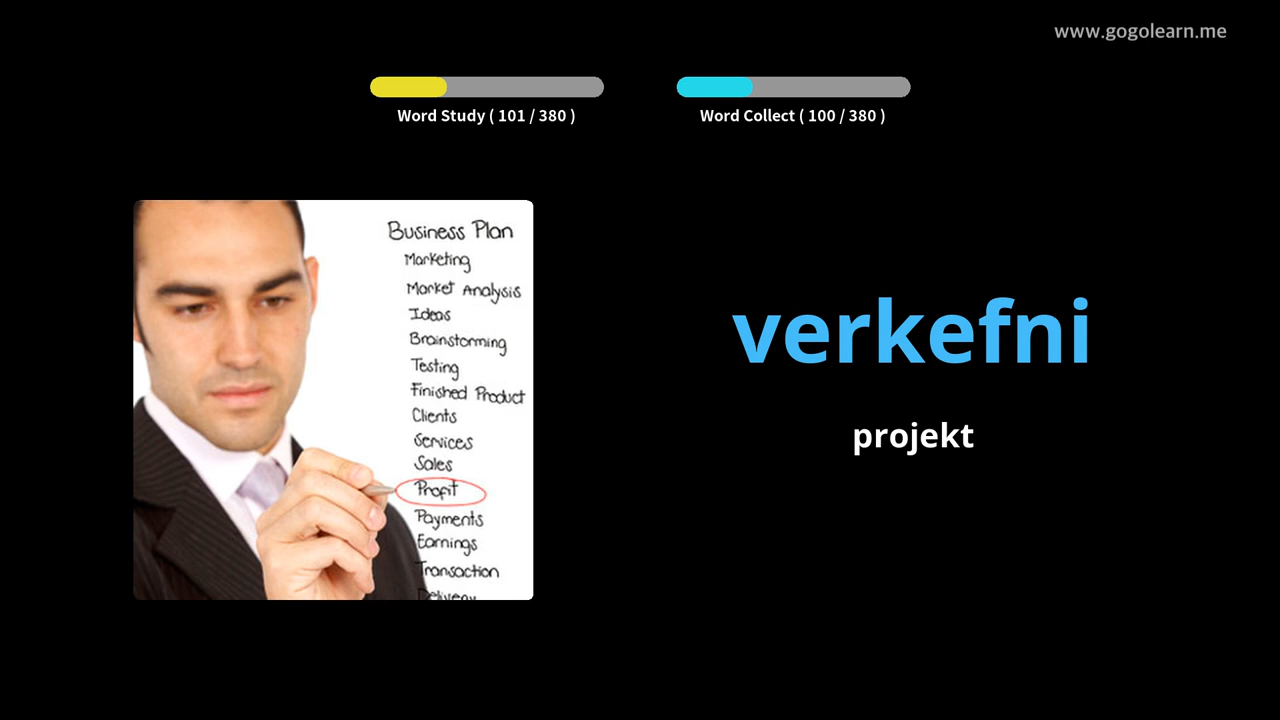 www.gogolearn.me
Word Study ( 101 / 380 )
Word Collect ( 100 / 380 )
Business Plan
Marketing
Market Analysis
Ideas
Brainstorming
Testing
Finished Product
Clients
Services
Sales
Profit
Payments
Earnings
Transaction
Delivery
verkefni
projekt